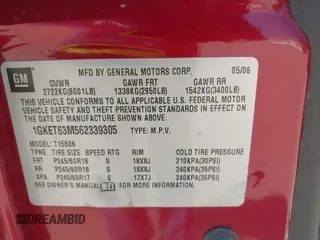 GM
MFD BY GENERAL MOTORS CORP. 05/06
GVWR GAWR FRT GAWR RR
2722KG(6001LB) 1338KG(2950LB) 1542KG(3400LB)
THIS VEHICLE CONFORMS TO ALL APPLICABLE U.S. FEDERAL MOTOR
VEHICLE SAFETY AND THEFT PREVENTION STANDARDS IN EFFECT ON
THE DATE OF MANUFACTURE SHOWN ABOVE.
1GKET63M562339305 TYPE: M.P.V.
MODEL: T15506
TIRE SIZE SPEED RTG RIM COLD TIRE PRESSURE
FRT P245/60R18 S 18X8J 210KPA(30PSI)
RR P245/60R18 S 18X8J 240KPA(35PSI)
SPA P245/65R17 S 17X7J 240KPA(35PSI)
SEE OWNER'S MANUAL FOR MORE INFORMATION.
DREAMBID